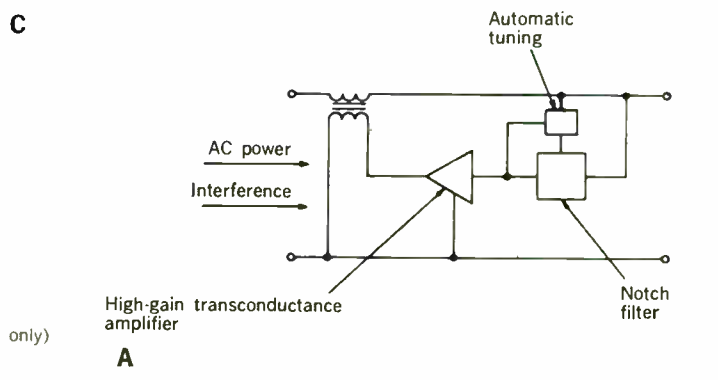 C
Automatic
tuning
AC power
Interference
High-gain transconductance
amplifier
Notch
filter
only)
A